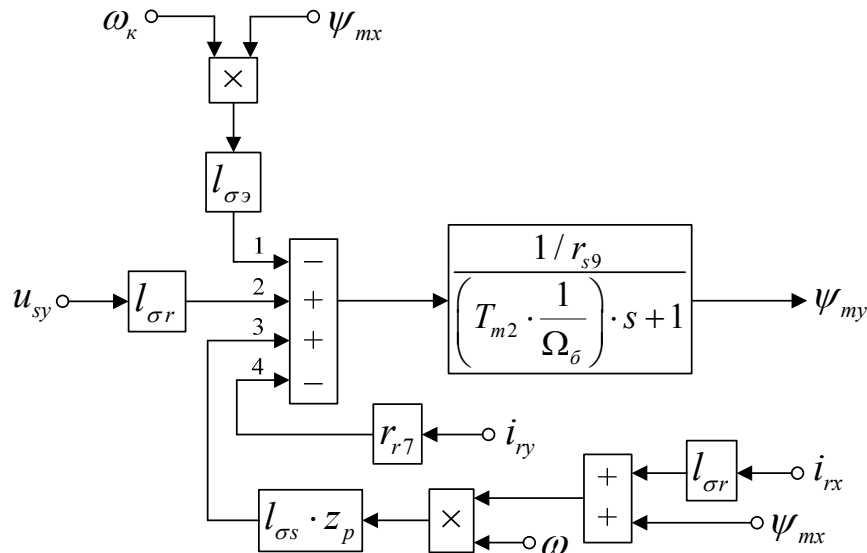 ω_к ψ_mx
×
l_σэ
1 −
u_sy l_σr 2 +
3 +
4 −
1 / r_s9
(T_m2 · 1/Ω_б) · s + 1
ψ_my
r_r7 i_ry
l_σs · z_p × + + l_σr i_rx
ω ψ_mx